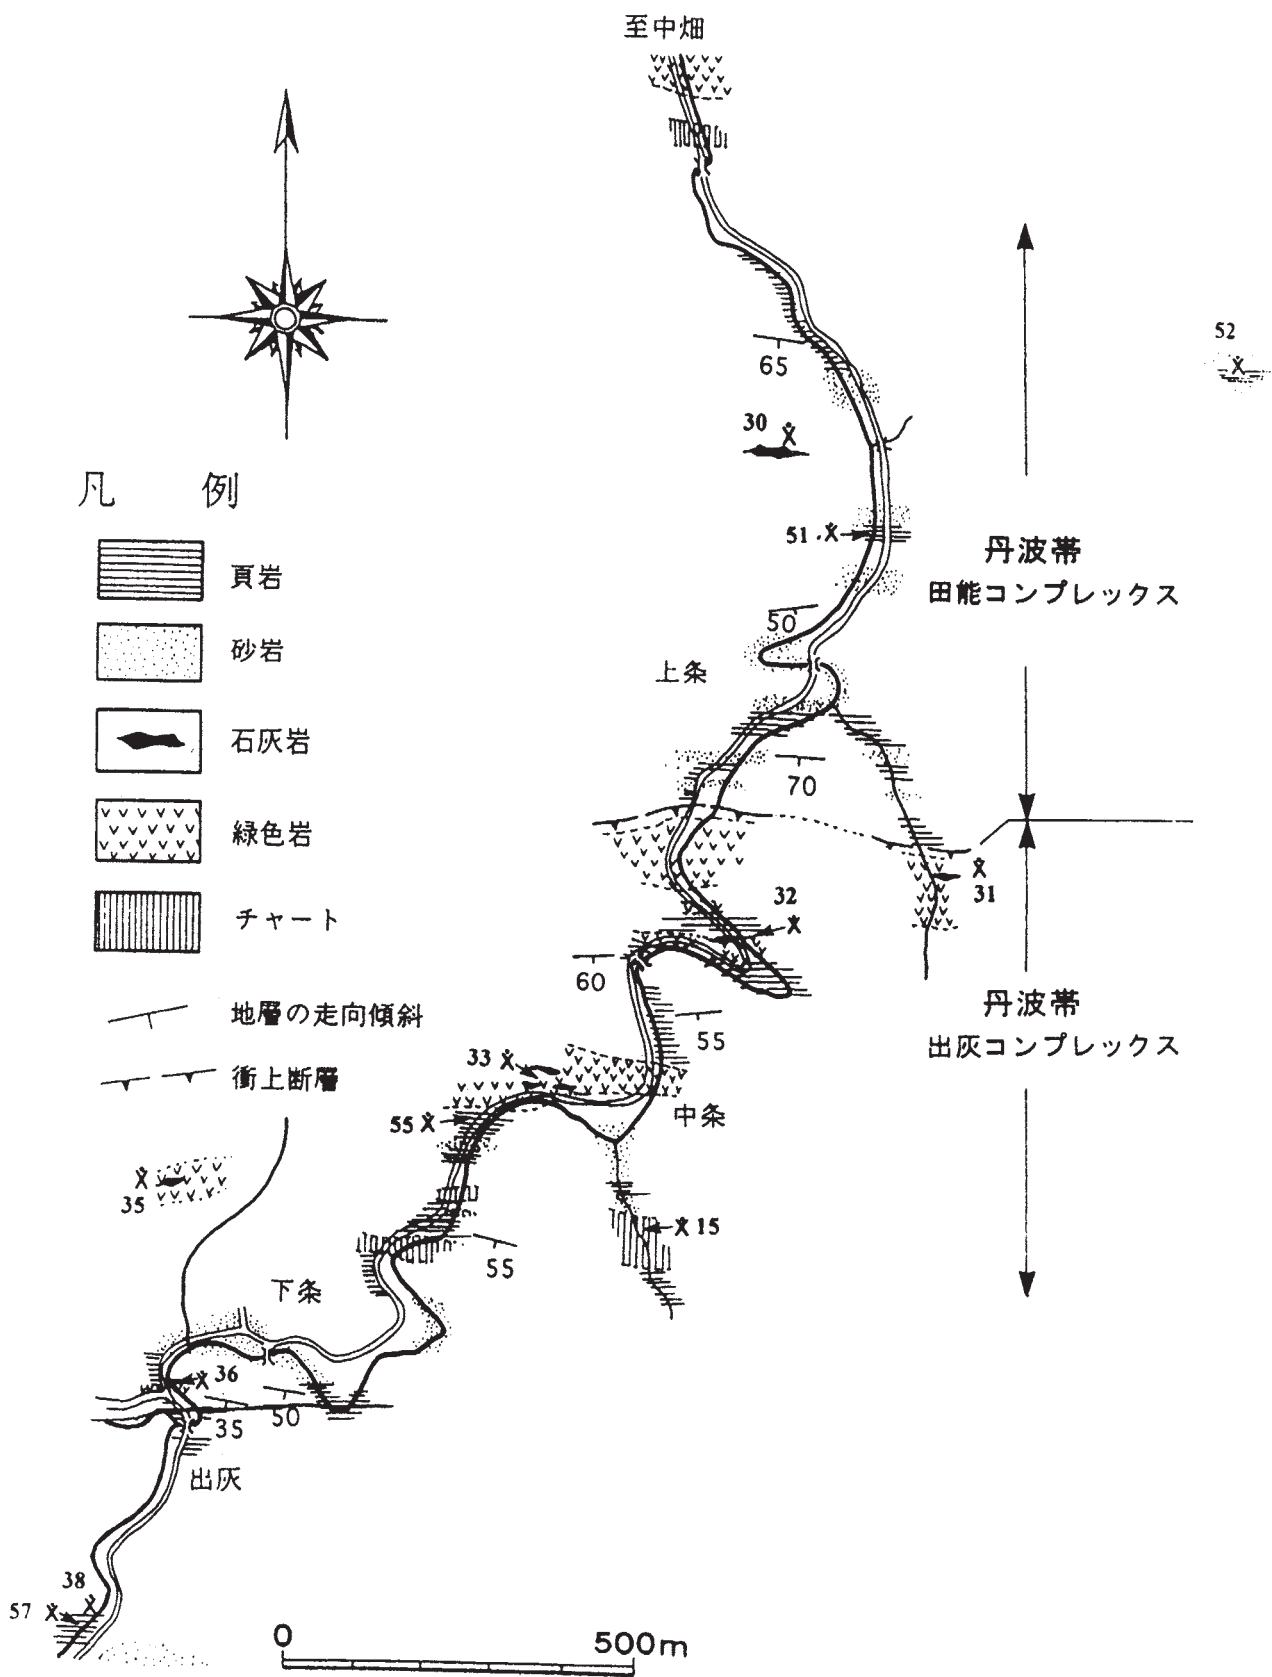 至中畑
52
65
30
凡 例
51
丹波帯
頁岩
田能コンプレックス
50
砂岩
上条
石灰岩
70
緑色岩
31
32
チャート
60
丹波帯
地層の走向傾斜
55
出灰コンプレックス
33
衝上断層
中条
55
35
15
55
下条
36
35
50
出灰
38
57
0 500m